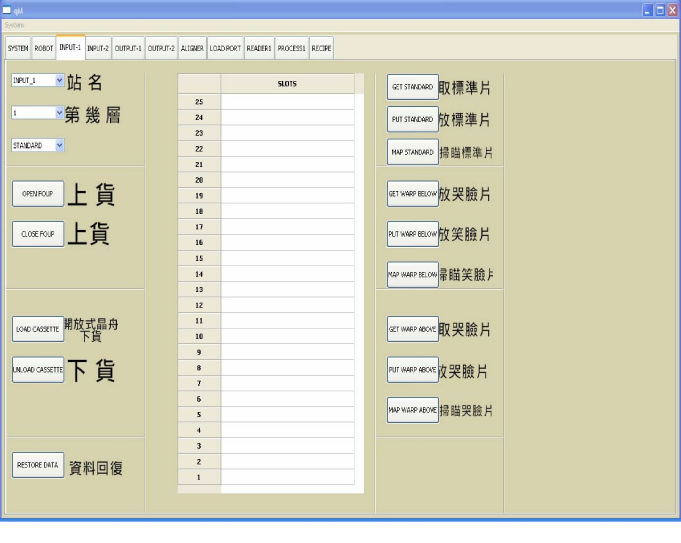 qiM
System
SYSTEM ROBOT INPUT-1 INPUT-2 OUTPUT-1 OUTPUT-2 ALIGNER LOAD PORT READER1 PROCESS1 RECIPE
INPUT_1 站名
1 第幾層
STANDARD
OPEN FOUP 上貨
CLOSE FOUP 上貨
LOAD CASSETTE 開放式晶舟
下貨
UNLOAD CASSETTE 下貨
RESTORE DATA 資料回復
SLOTS
25
24
23
22
21
20
19
18
17
16
15
14
13
12
11
10
9
8
7
6
5
4
3
2
1
GET STANDARD 取標準片
PUT STANDARD 放標準片
MAP STANDARD 掃瞄標準片
GET WARP BELOW 放哭臉片
PUT WARP BELOW 放笑臉片
MAP WARP BELOW 掃瞄笑臉片
GET WARP ABOVE 取哭臉片
PUT WARP ABOVE 放哭臉片
MAP WARP ABOVE 掃瞄哭臉片